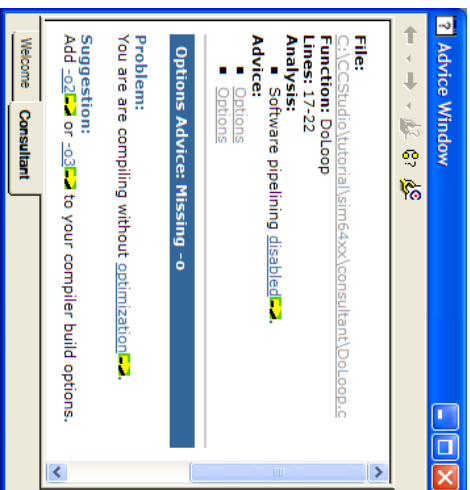 Advice Window
File:
C:\CCStudio\tutorial\sim64xx\consultant\DoLoop.c
Function: DoLoop
Lines: 17-22
Analysis:
Software pipelining disabled.
Advice:
Options
Options
Options Advice: Missing -o
Problem:
You are are compiling without optimization.
Suggestion:
Add -o2 or -o3 to your compiler build options.
Welcome
Consultant